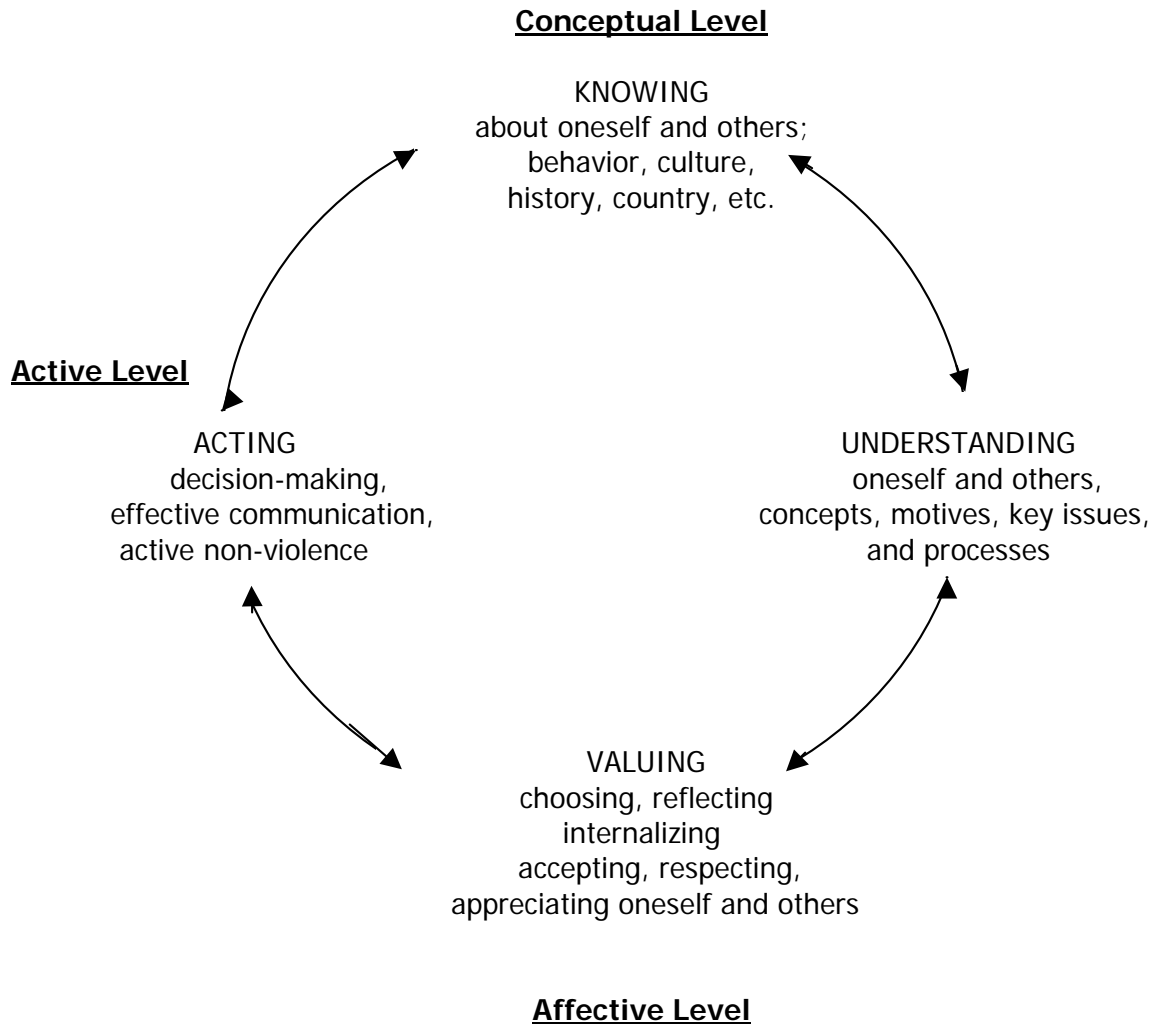 Conceptual Level
KNOWING
about oneself and others;
behavior, culture,
history, country, etc.
Active Level
ACTING
decision-making,
effective communication,
active non-violence
UNDERSTANDING
oneself and others,
concepts, motives, key issues,
and processes
VALUING
choosing, reflecting
internalizing
accepting, respecting,
appreciating oneself and others
Affective Level